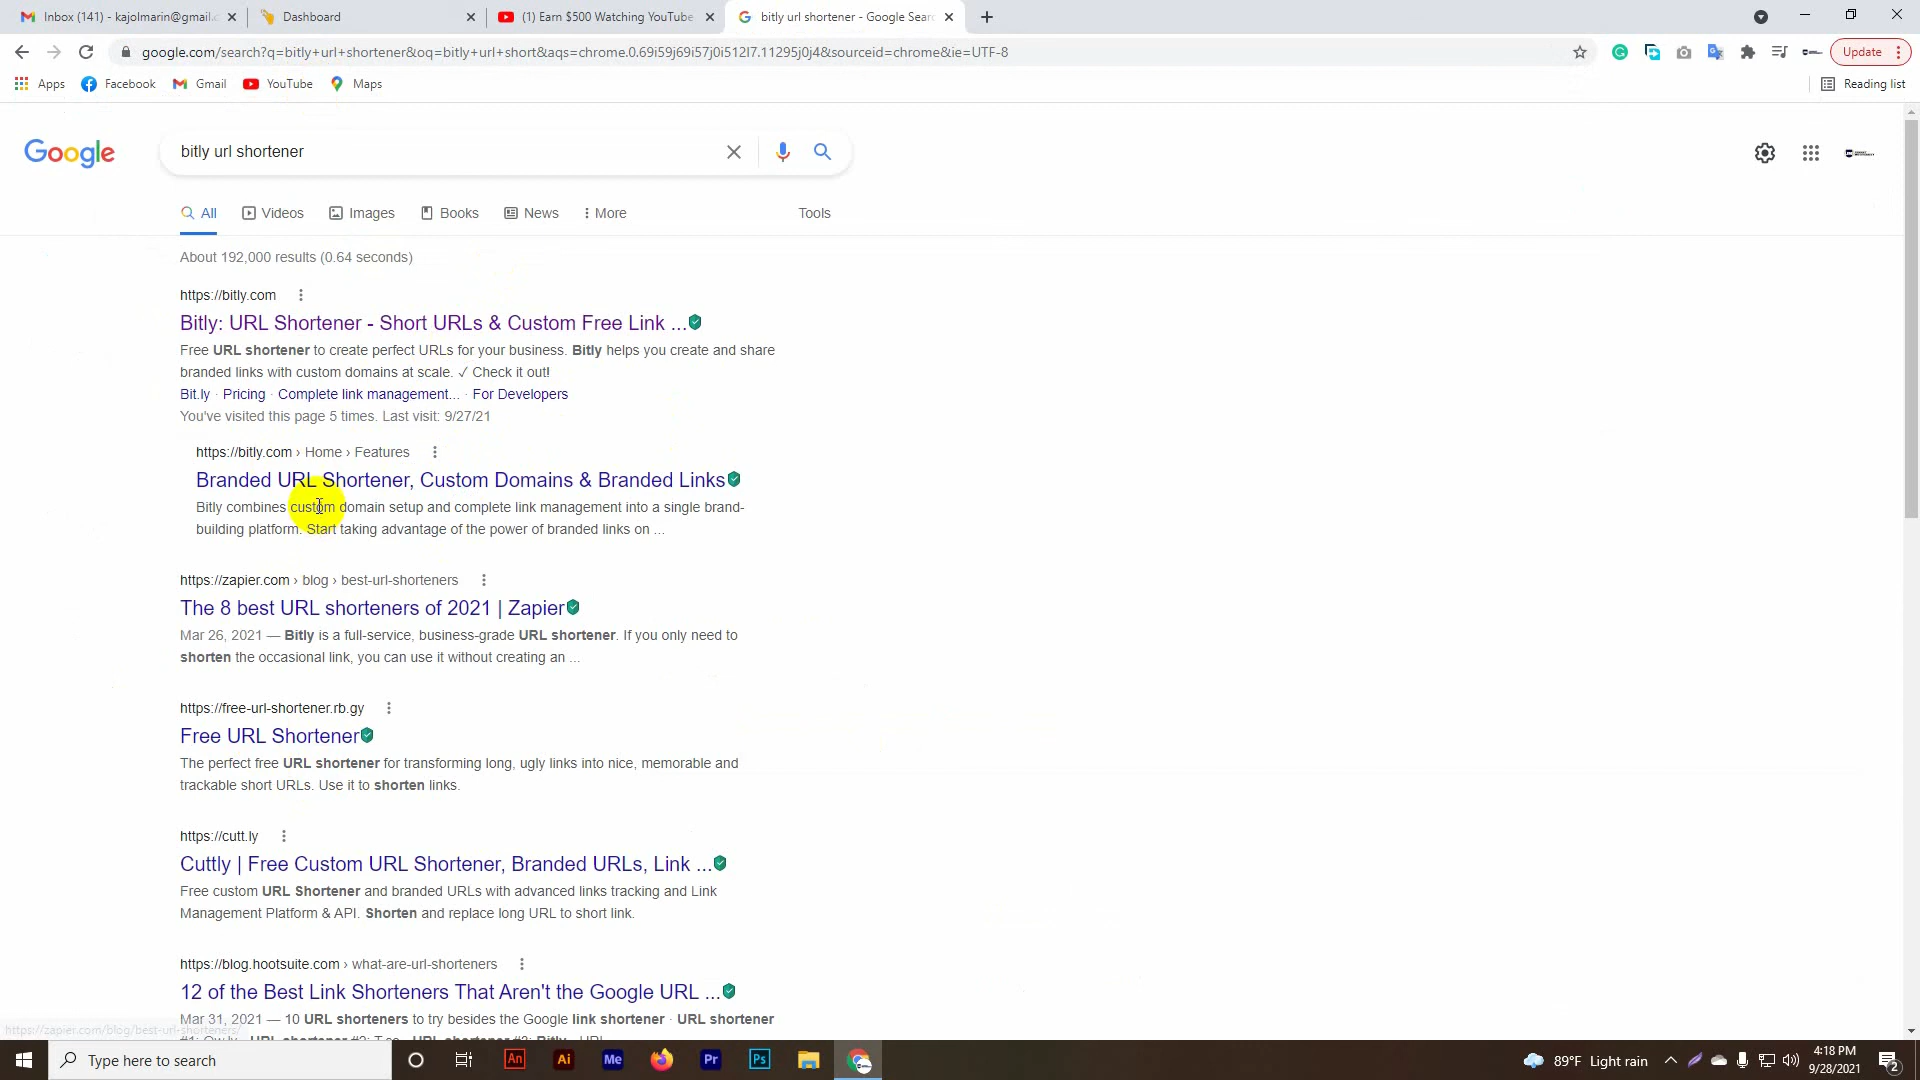 Inbox (141) - kajolmarin@gmail.c
Dashboard
(1) Earn $500 Watching YouTube
bitly url shortener - Google Sear
google.com/search?q=bitly+url+shortener&oq=bitly+url+short&aqs=chrome.0.69i59j69i57j0i512l7.11295j0j4&sourceid=chrome&ie=UTF-8
Update
Apps
Facebook
Gmail
YouTube
Maps
Reading list
Google
bitly url shortener
All
Videos
Images
Books
News
More
Tools
About 192,000 results (0.64 seconds)
https://bitly.com
Bitly: URL Shortener - Short URLs & Custom Free Link ...
Free URL shortener to create perfect URLs for your business. Bitly helps you create and share
branded links with custom domains at scale. ✓ Check it out!
Bit.ly · Pricing · Complete link management... · For Developers
You've visited this page 5 times. Last visit: 9/27/21
https://bitly.com › Home › Features
Branded URL Shortener, Custom Domains & Branded Links
Bitly combines custom domain setup and complete link management into a single brand-
building platform. Start taking advantage of the power of branded links on ...
https://zapier.com › blog › best-url-shorteners
The 8 best URL shorteners of 2021 | Zapier
Mar 26, 2021 — Bitly is a full-service, business-grade URL shortener. If you only need to
shorten the occasional link, you can use it without creating an ...
https://free-url-shortener.rb.gy
Free URL Shortener
The perfect free URL shortener for transforming long, ugly links into nice, memorable and
trackable short URLs. Use it to shorten links.
https://cutt.ly
Cuttly | Free Custom URL Shortener, Branded URLs, Link ...
Free custom URL Shortener and branded URLs with advanced links tracking and Link
Management Platform & API. Shorten and replace long URL to short link.
https://blog.hootsuite.com › what-are-url-shorteners
12 of the Best Link Shorteners That Aren't the Google URL ...
Mar 31, 2021 — 10 URL shorteners to try besides the Google link shortener · URL shortener
https://zapier.com/blog/best-url-shorteners/
Type here to search
An
Ai
Me
Pr
Ps
89°F Light rain
4:18 PM
9/28/2021
2